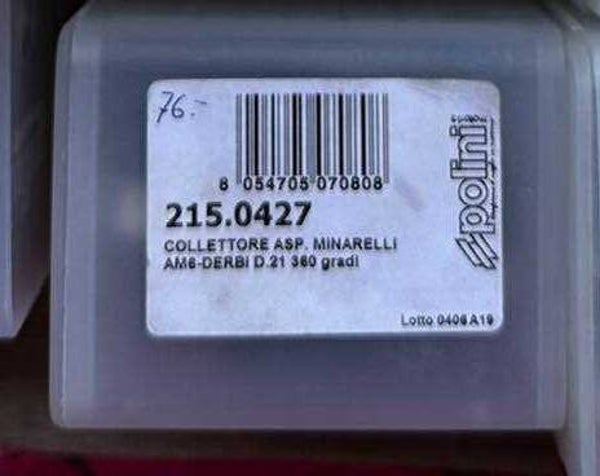 76.-
8 054705 070808
polini
215.0427
COLLETTORE ASP. MINARELLI
AM6-DERBI D.21 360 gradi
Lotto 0406 A19